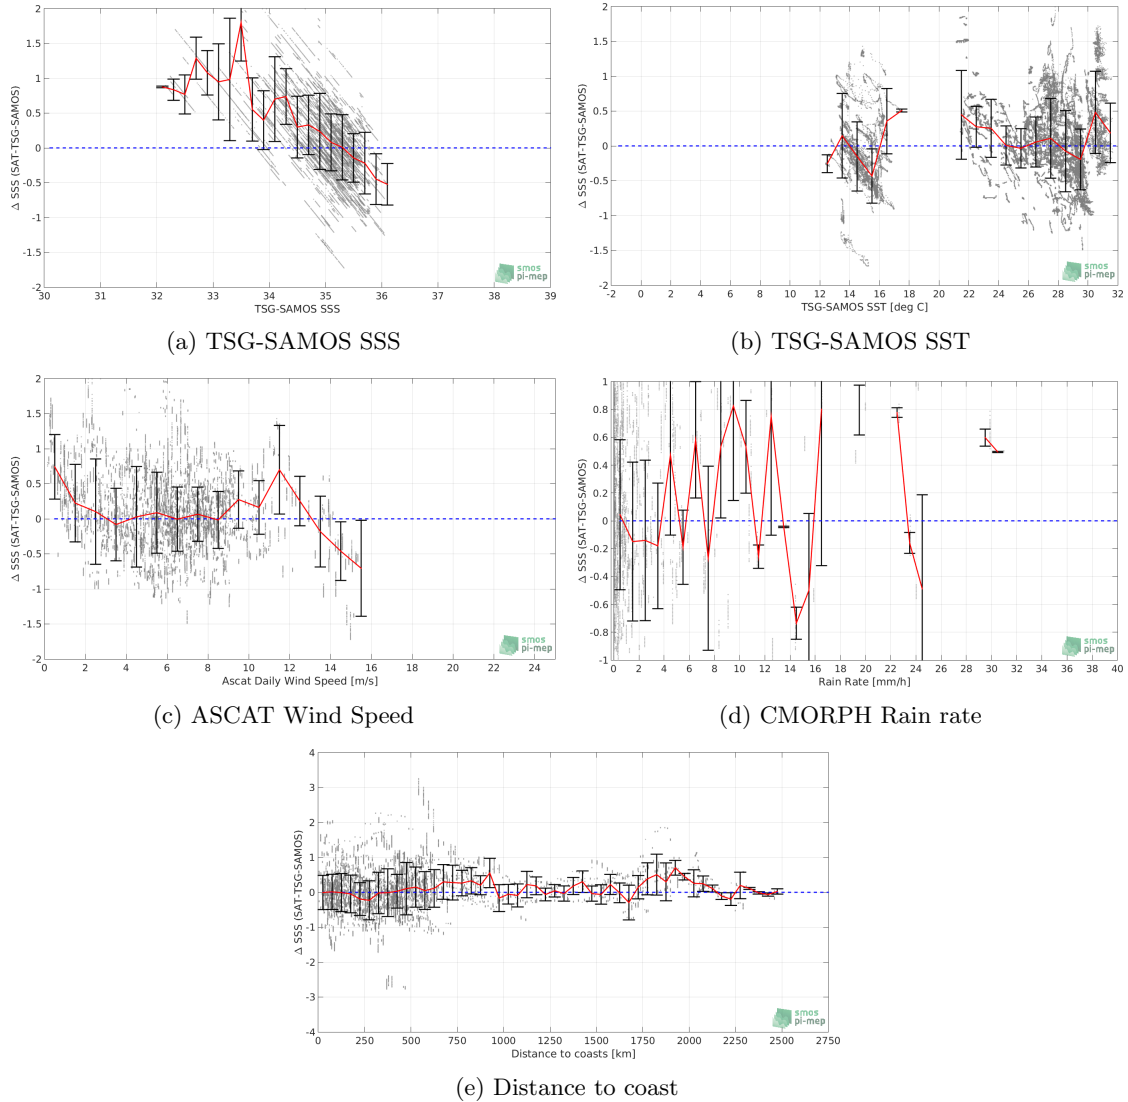 2
1.5
1
0.5
0
-0.5
-1
-1.5
-2
Δ SSS (SAT-TSG-SAMOS)
30 31 32 33 34 35 36 37 38 39
TSG-SAMOS SSS
smos
pi-mep
(a) TSG-SAMOS SSS
2
1.5
1
0.5
0
-0.5
-1
-1.5
-2
Δ SSS (SAT-TSG-SAMOS)
-2 0 2 4 6 8 10 12 14 16 18 20 22 24 26 28 30 32
TSG-SAMOS SST [deg C]
smos
pi-mep
(b) TSG-SAMOS SST
2
1.5
1
0.5
0
-0.5
-1
-1.5
-2
Δ SSS (SAT-TSG-SAMOS)
0 2 4 6 8 10 12 14 16 18 20 22 24
Ascat Daily Wind Speed [m/s]
smos
pi-mep
(c) ASCAT Wind Speed
1
0.8
0.6
0.4
0.2
0
-0.2
-0.4
-0.6
-0.8
-1
Δ SSS (SAT-TSG-SAMOS)
0 2 4 6 8 10 12 14 16 18 20 22 24 26 28 30 32 34 36 38 40
Rain Rate [mm/h]
smos
pi-mep
(d) CMORPH Rain rate
4
3
2
1
0
-1
-2
-3
-4
Δ SSS (SAT-TSG-SAMOS)
0 250 500 750 1000 1250 1500 1750 2000 2250 2500 2750
Distance to coasts [km]
smos
pi-mep
(e) Distance to coast